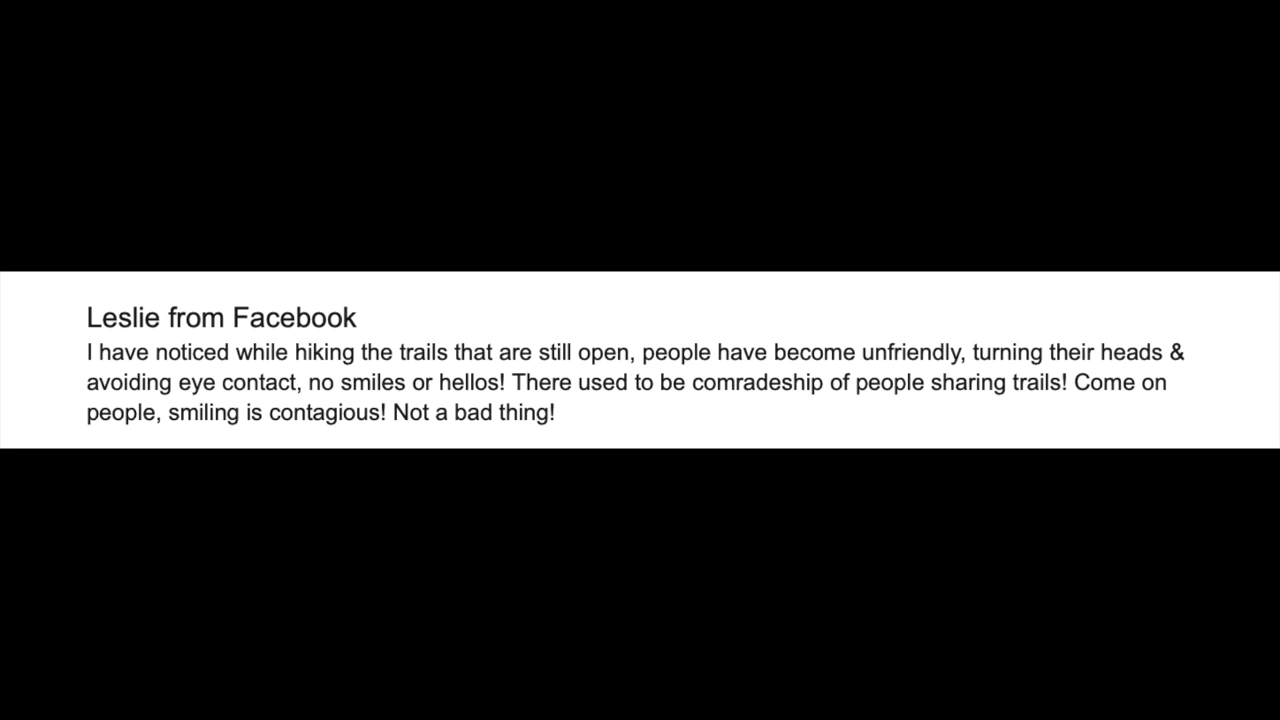 Leslie from Facebook
I have noticed while hiking the trails that are still open, people have become unfriendly, turning their heads &
avoiding eye contact, no smiles or hellos! There used to be comradeship of people sharing trails! Come on
people, smiling is contagious! Not a bad thing!